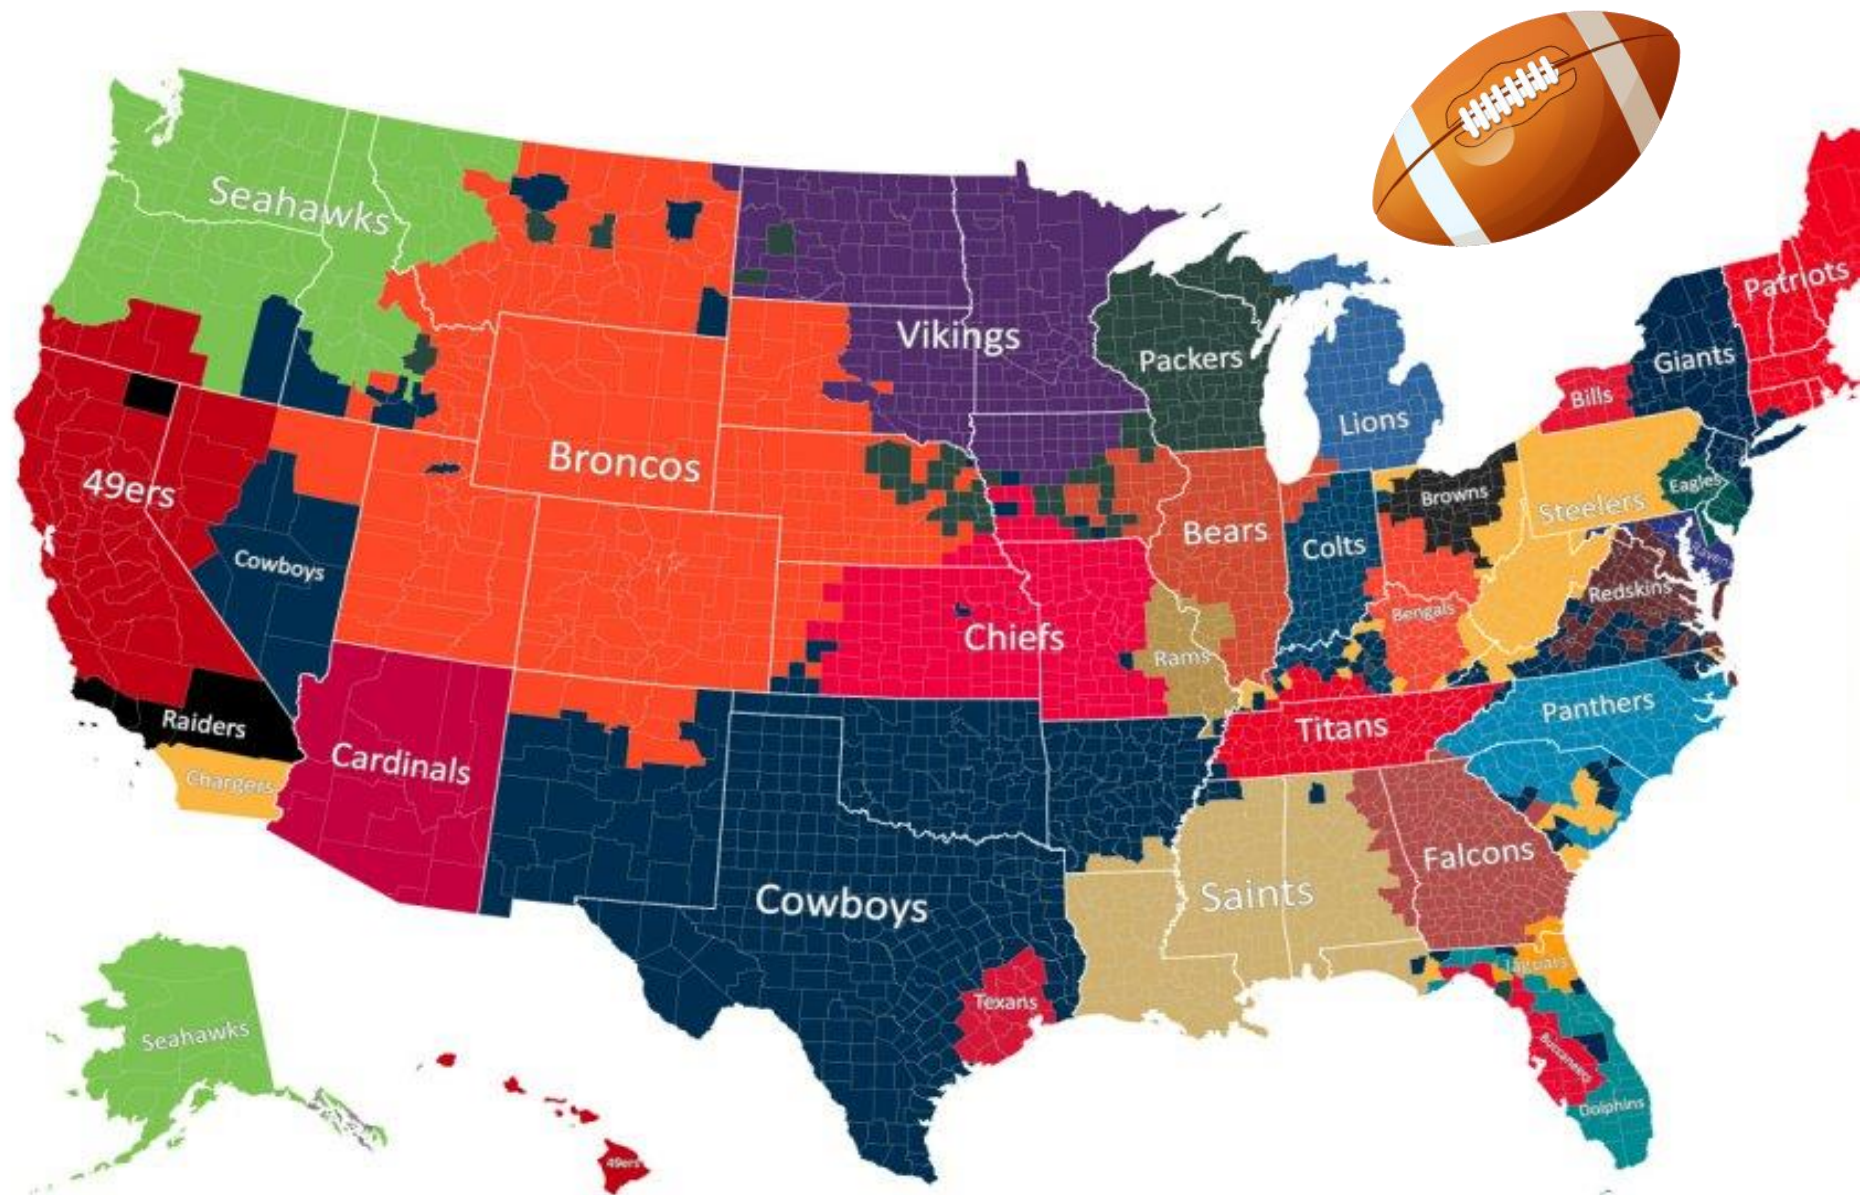 Seahawks
Patriots
Vikings
Packers
Giants
Bills
Lions
Broncos
49ers
Browns
Eagles
Steelers
Bears
Colts
Cowboys
Redskins
Bengals
Chiefs
Rams
Raiders
Titans
Panthers
Cardinals
Chargers
Falcons
Saints
Cowboys
Jaguars
Texans
Seahawks
Buccaneers
Dolphins
49ers